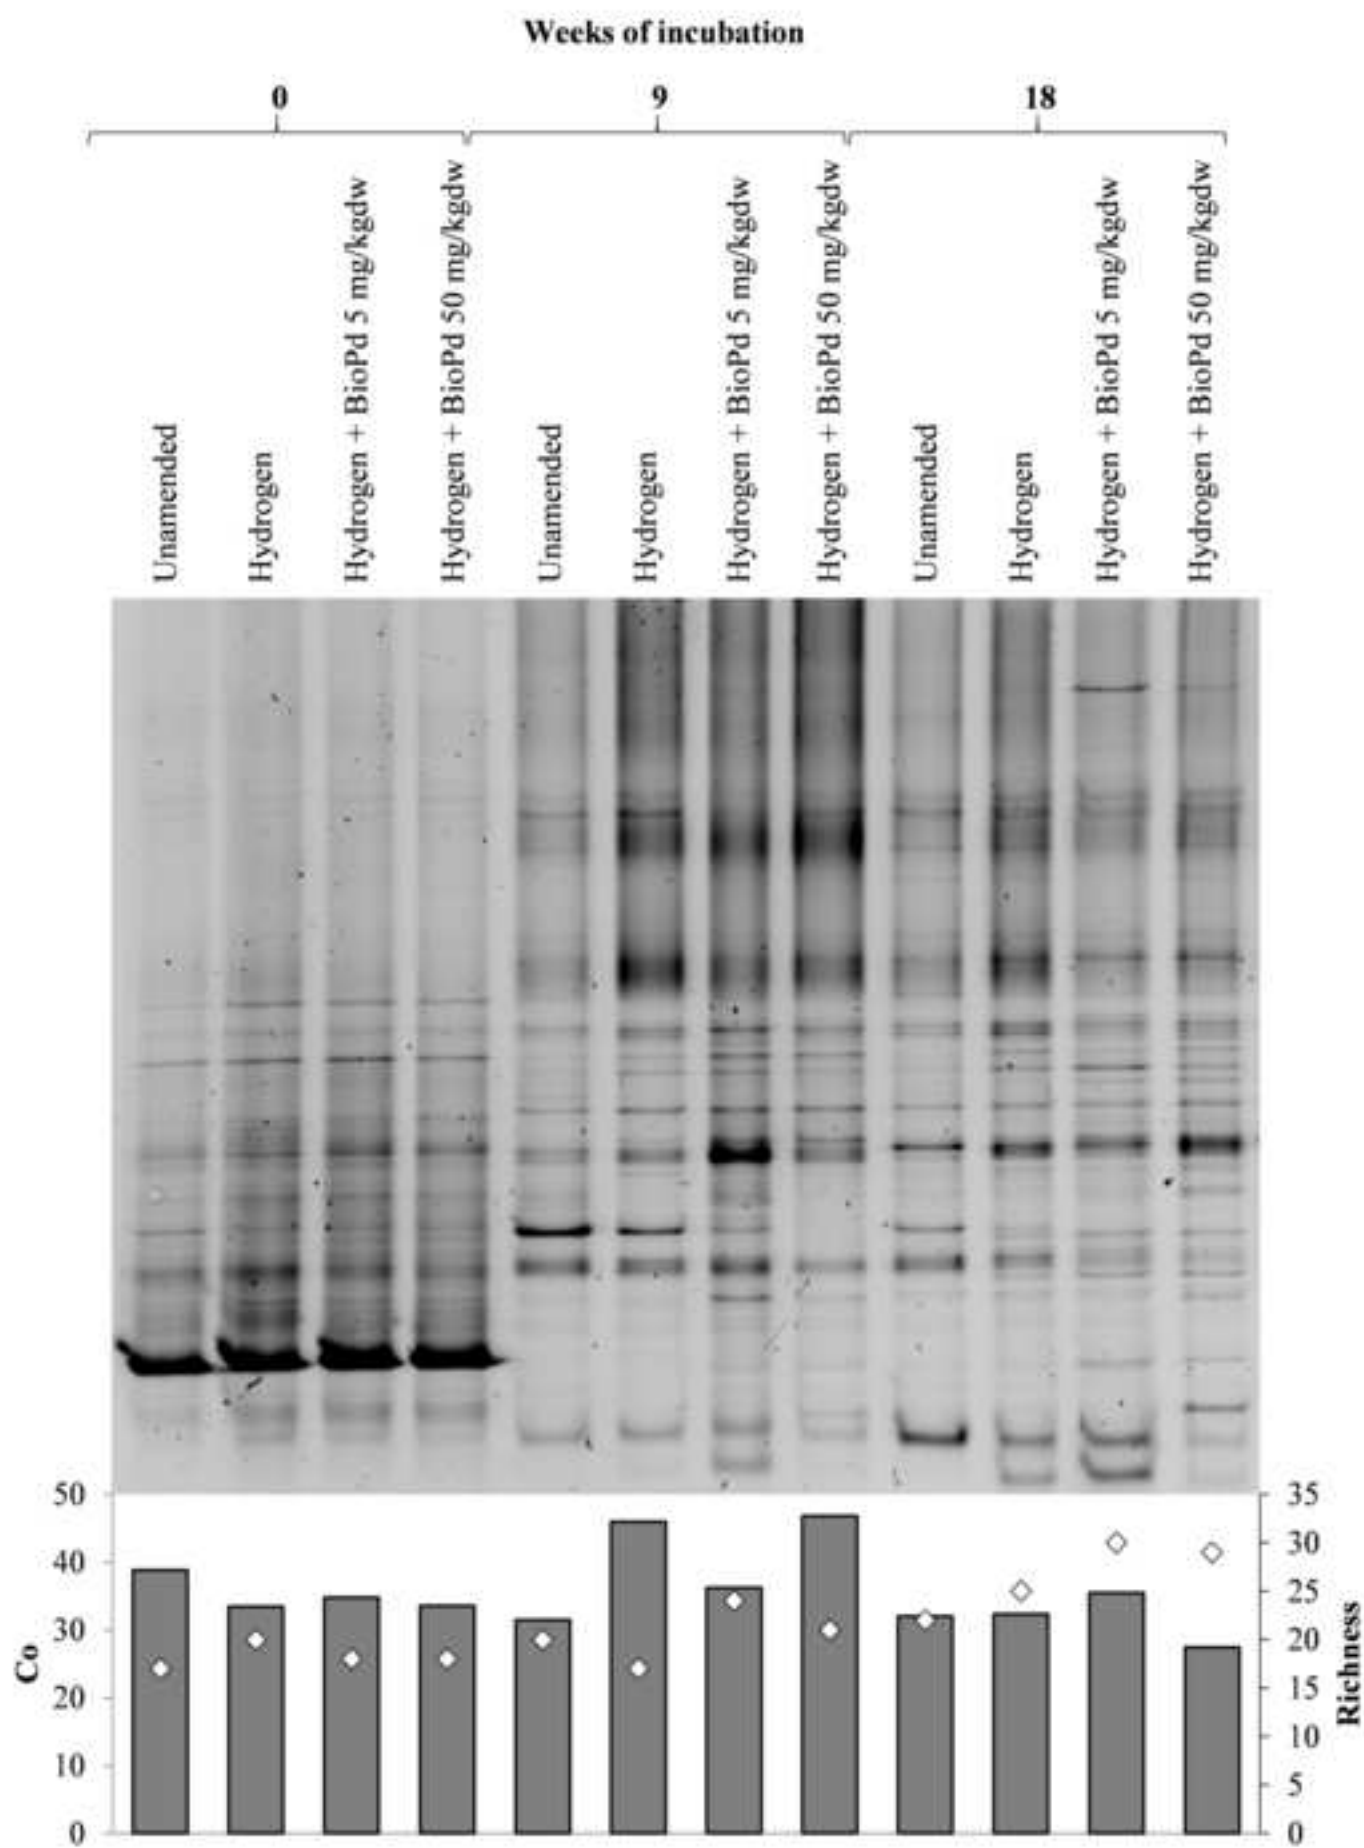 Weeks of incubation
0 9 18
Unamended
Hydrogen
Hydrogen + BioPd 5 mg/kgdw
Hydrogen + BioPd 50 mg/kgdw
Unamended
Hydrogen
Hydrogen + BioPd 5 mg/kgdw
Hydrogen + BioPd 50 mg/kgdw
Unamended
Hydrogen
Hydrogen + BioPd 5 mg/kgdw
Hydrogen + BioPd 50 mg/kgdw
Co
50
40
30
20
10
0
35
30
25
20
15
10
5
0
Richness